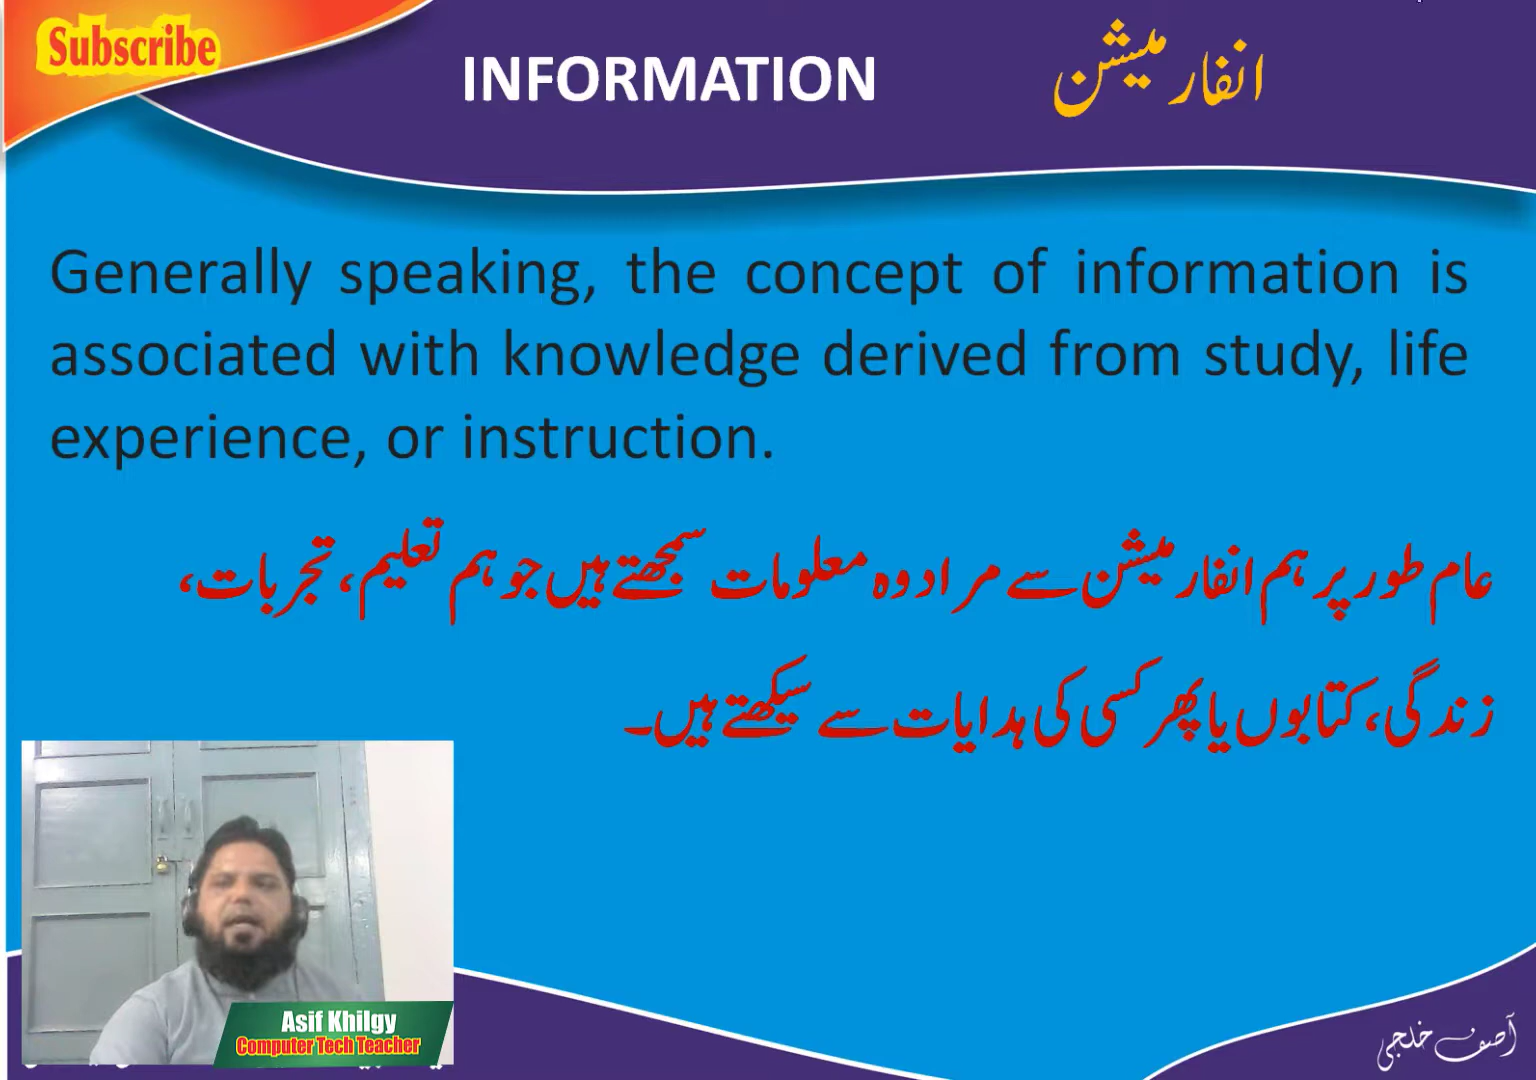 Subscribe
INFORMATION
انفارمیشن
Generally speaking, the concept of information is
associated with knowledge derived from study, life
experience, or instruction.
عام طور پر ہم انفارمیشن سے مراد وہ معلومات سمجھتے ہیں جو ہم تعلیم، تجربات،
زندگی، کتابوں یا پھر کسی کی ہدایات سے سیکھتے ہیں۔
Asif Khilgy
Computer Tech Teacher
آصف خلجی